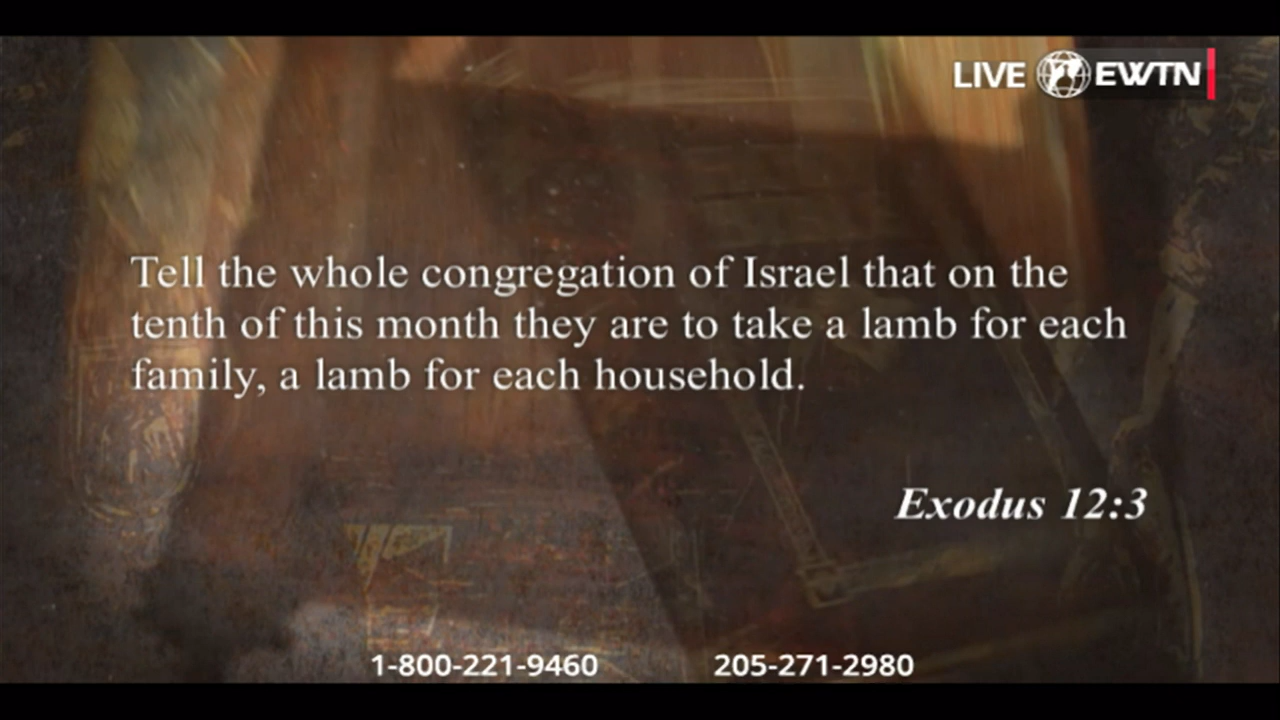 LIVE EWTN
Tell the whole congregation of Israel that on the
tenth of this month they are to take a lamb for each
family, a lamb for each household.
Exodus 12:3
1-800-221-9460 205-271-2980